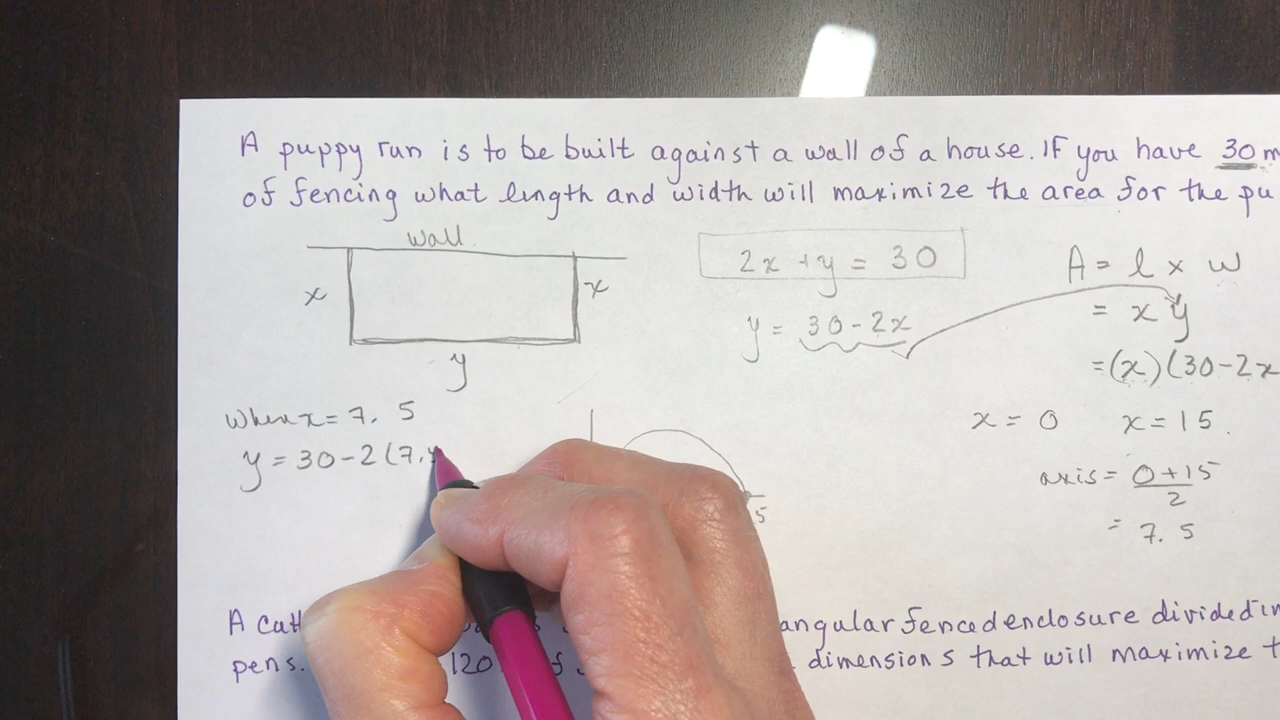 A puppy run is to be built against a wall of a house. If you have 30 m
of fencing what length and width will maximize the area for the pu
wall
x
x
y
2x + y = 30
y = 30 - 2x
A = l x w
= x y
= (x)(30 - 2x
when x = 7. 5
y = 30 - 2(7.
x = 0 x = 15
axis = 0 + 15
2
= 7. 5
5
A
angular fenced enclosure divided
pens. 120
dimensions that will maximize